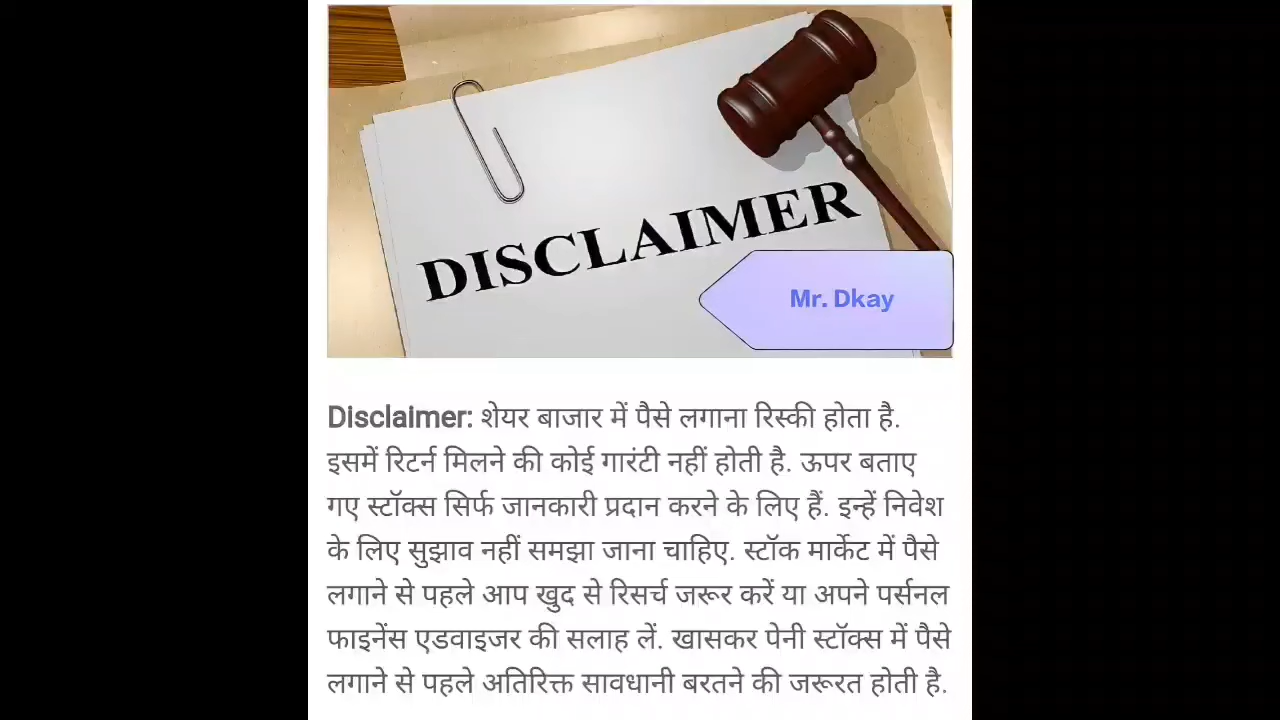 DISCLAIMER
Mr. Dkay
Disclaimer: शेयर बाजार में पैसे लगाना रिस्की होता है.
इसमें रिटर्न मिलने की कोई गारंटी नहीं होती है. ऊपर बताए
गए स्टॉक्स सिर्फ जानकारी प्रदान करने के लिए हैं. इन्हें निवेश
के लिए सुझाव नहीं समझा जाना चाहिए. स्टॉक मार्केट में पैसे
लगाने से पहले आप खुद से रिसर्च जरूर करें या अपने पर्सनल
फाइनेंस एडवाइजर की सलाह लें. खासकर पेनी स्टॉक्स में पैसे
लगाने से पहले अतिरिक्त सावधानी बरतने की जरूरत होती है.